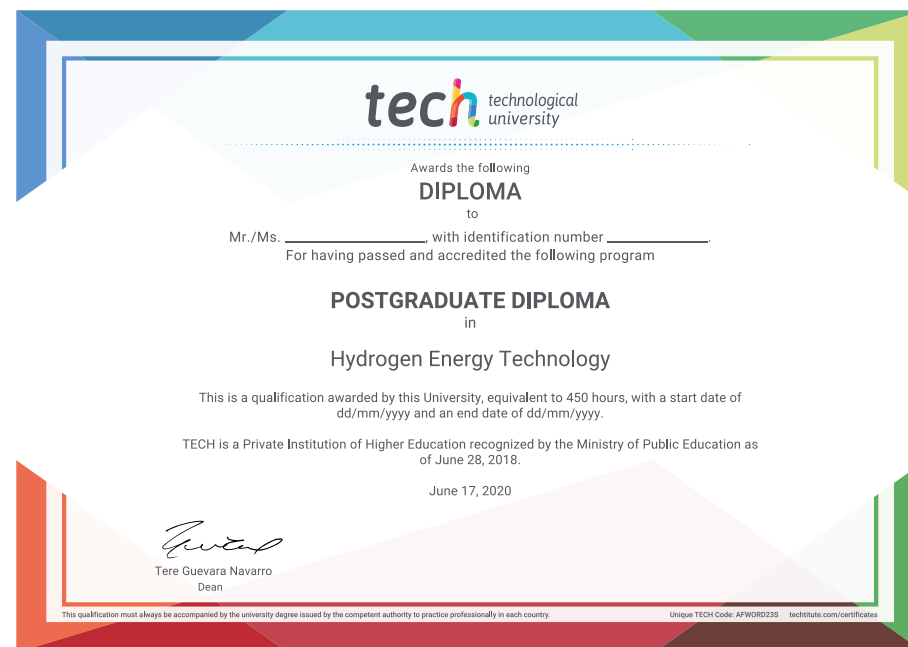 tech technological
university
Awards the following
DIPLOMA
to
Mr./Ms. ____________________, with identification number ______________.
For having passed and accredited the following program
POSTGRADUATE DIPLOMA
in
Hydrogen Energy Technology
This is a qualification awarded by this University, equivalent to 450 hours, with a start date of
dd/mm/yyyy and an end date of dd/mm/yyyy.
TECH is a Private Institution of Higher Education recognized by the Ministry of Public Education as
of June 28, 2018.
June 17, 2020
Tere Guevara Navarro
Dean
This qualification must always be accompanied by the university degree issued by the competent authority to practice professionally in each country. Unique TECH Code: AFWORD23S techtitute.com/certificates